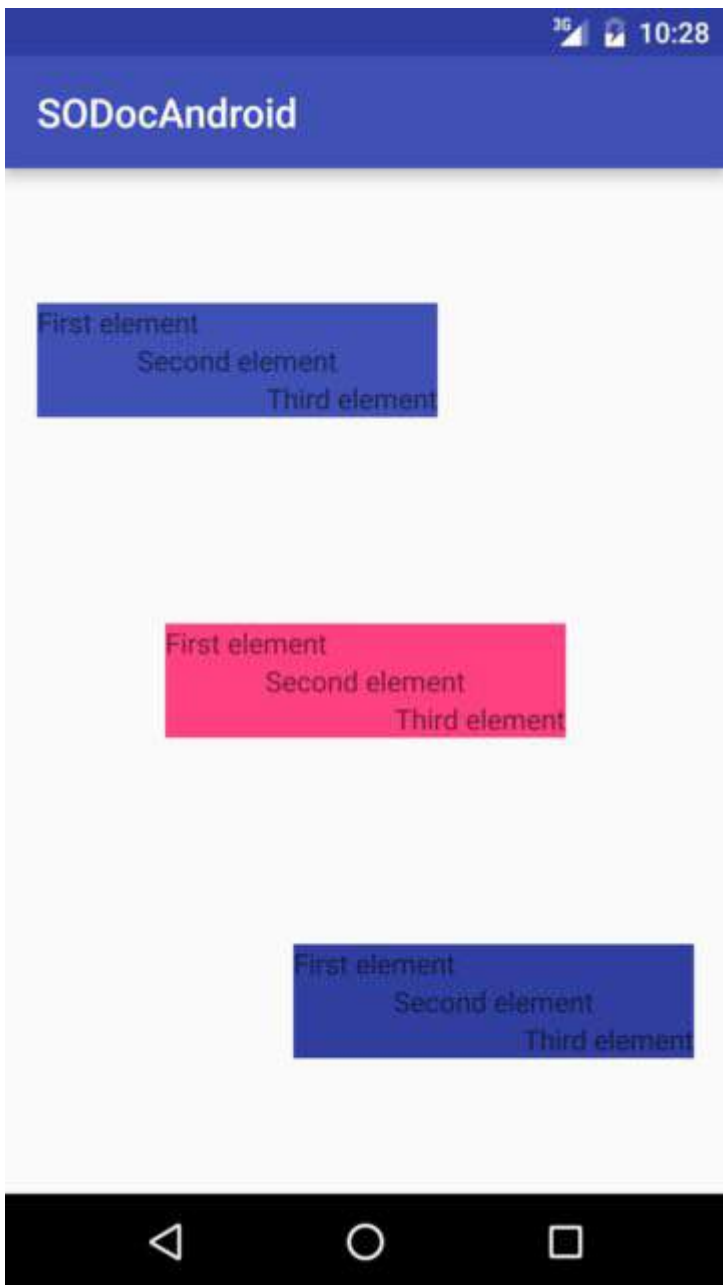 3G 10:28
SODocAndroid
First element
Second element
Third element
First element
Second element
Third element
First element
Second element
Third element